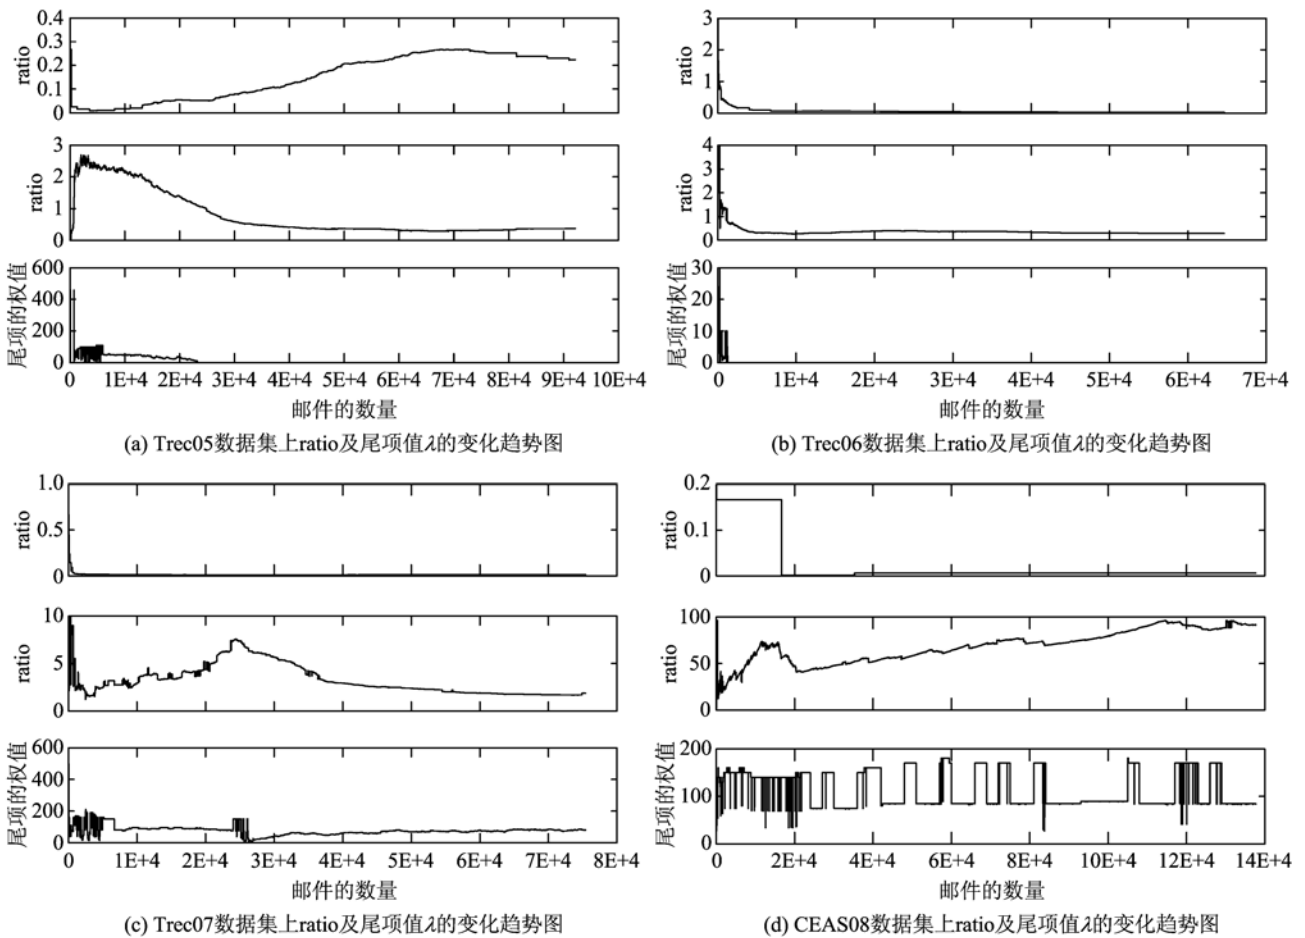 0.4
0.3
0.2
0.1
0
ratio
3
2
1
0
ratio
600
400
200
0
尾项的权值
0 1E+4 2E+4 3E+4 4E+4 5E+4 6E+4 7E+4 8E+4 9E+4 10E+4
邮件的数量
(a) Trec05数据集上ratio及尾项值λ的变化趋势图
3
2
1
0
ratio
4
3
2
1
0
ratio
30
20
10
0
尾项的权值
0 1E+4 2E+4 3E+4 4E+4 5E+4 6E+4 7E+4
邮件的数量
(b) Trec06数据集上ratio及尾项值λ的变化趋势图
1.0
0.5
0
ratio
10
5
0
ratio
600
400
200
0
尾项的权值
0 1E+4 2E+4 3E+4 4E+4 5E+4 6E+4 7E+4 8E+4
邮件的数量
(c) Trec07数据集上ratio及尾项值λ的变化趋势图
0.2
0.1
0
ratio
100
50
0
ratio
200
100
0
尾项的权值
0 2E+4 4E+4 6E+4 8E+4 10E+4 12E+4 14E+4
邮件的数量
(d) CEAS08数据集上ratio及尾项值λ的变化趋势图